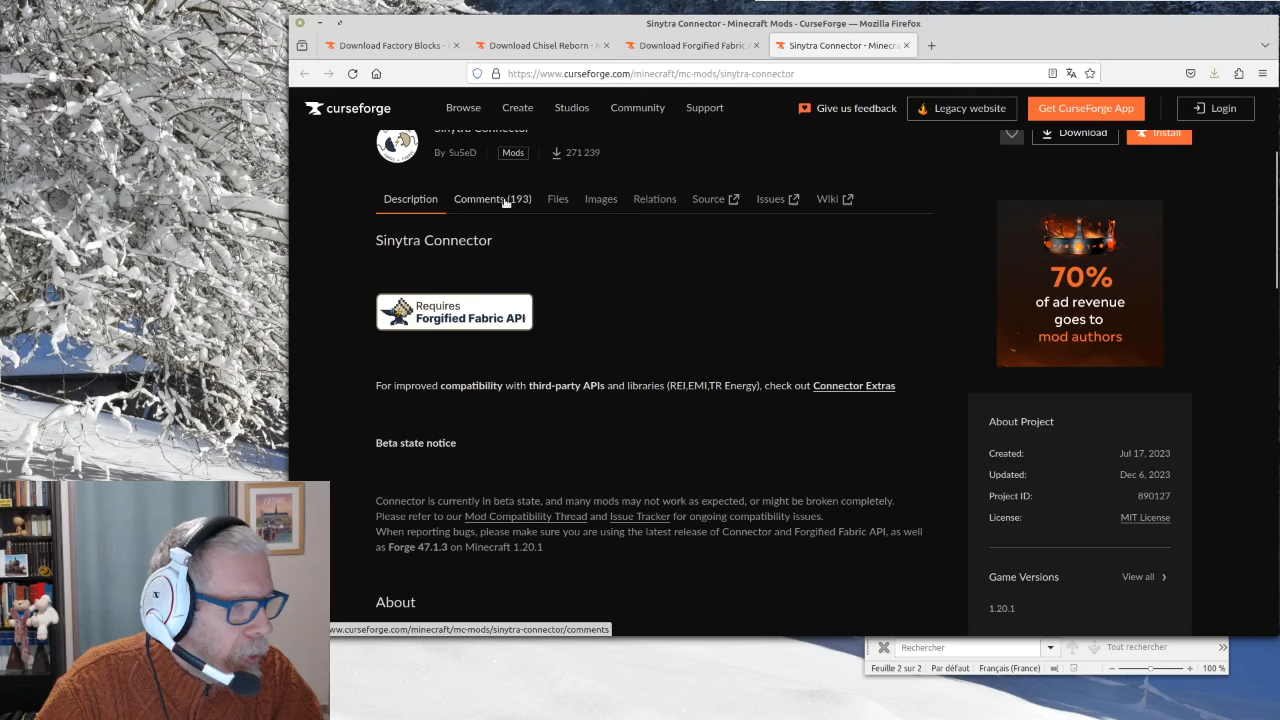 Sinytra Connector - Minecraft Mods - CurseForge — Mozilla Firefox
Download Factory Blocks -
Download Chisel Reborn -
Download Forgified Fabric
Sinytra Connector - Minecra
https://www.curseforge.com/minecraft/mc-mods/sinytra-connector
curseforge
Browse
Create
Studios
Community
Support
Give us feedback
Legacy website
Get CurseForge App
Login
Sinytra Connector
By SuSeD
Mods
271 239
Download
Install
Description
Comments (193)
Files
Images
Relations
Source
Issues
Wiki
Sinytra Connector
Requires
Forgified Fabric API
For improved compatibility with third-party APIs and libraries (REI,EMI,TR Energy), check out Connector Extras
Beta state notice
Connector is currently in beta state, and many mods may not work as expected, or might be broken completely.
Please refer to our Mod Compatibility Thread and Issue Tracker for ongoing compatibility issues.
When reporting bugs, please make sure you are using the latest release of Connector and Forgified Fabric API, as well
as Forge 47.1.3 on Minecraft 1.20.1
About
70%
of ad revenue
goes to
mod authors
About Project
Created: Jul 17, 2023
Updated: Dec 6, 2023
Project ID: 890127
License: MIT License
Game Versions
View all
1.20.1
www.curseforge.com/minecraft/mc-mods/sinytra-connector/comments
Rechercher
Tout rechercher
Feuille 2 sur 2
Par défaut
Français (France)
100 %